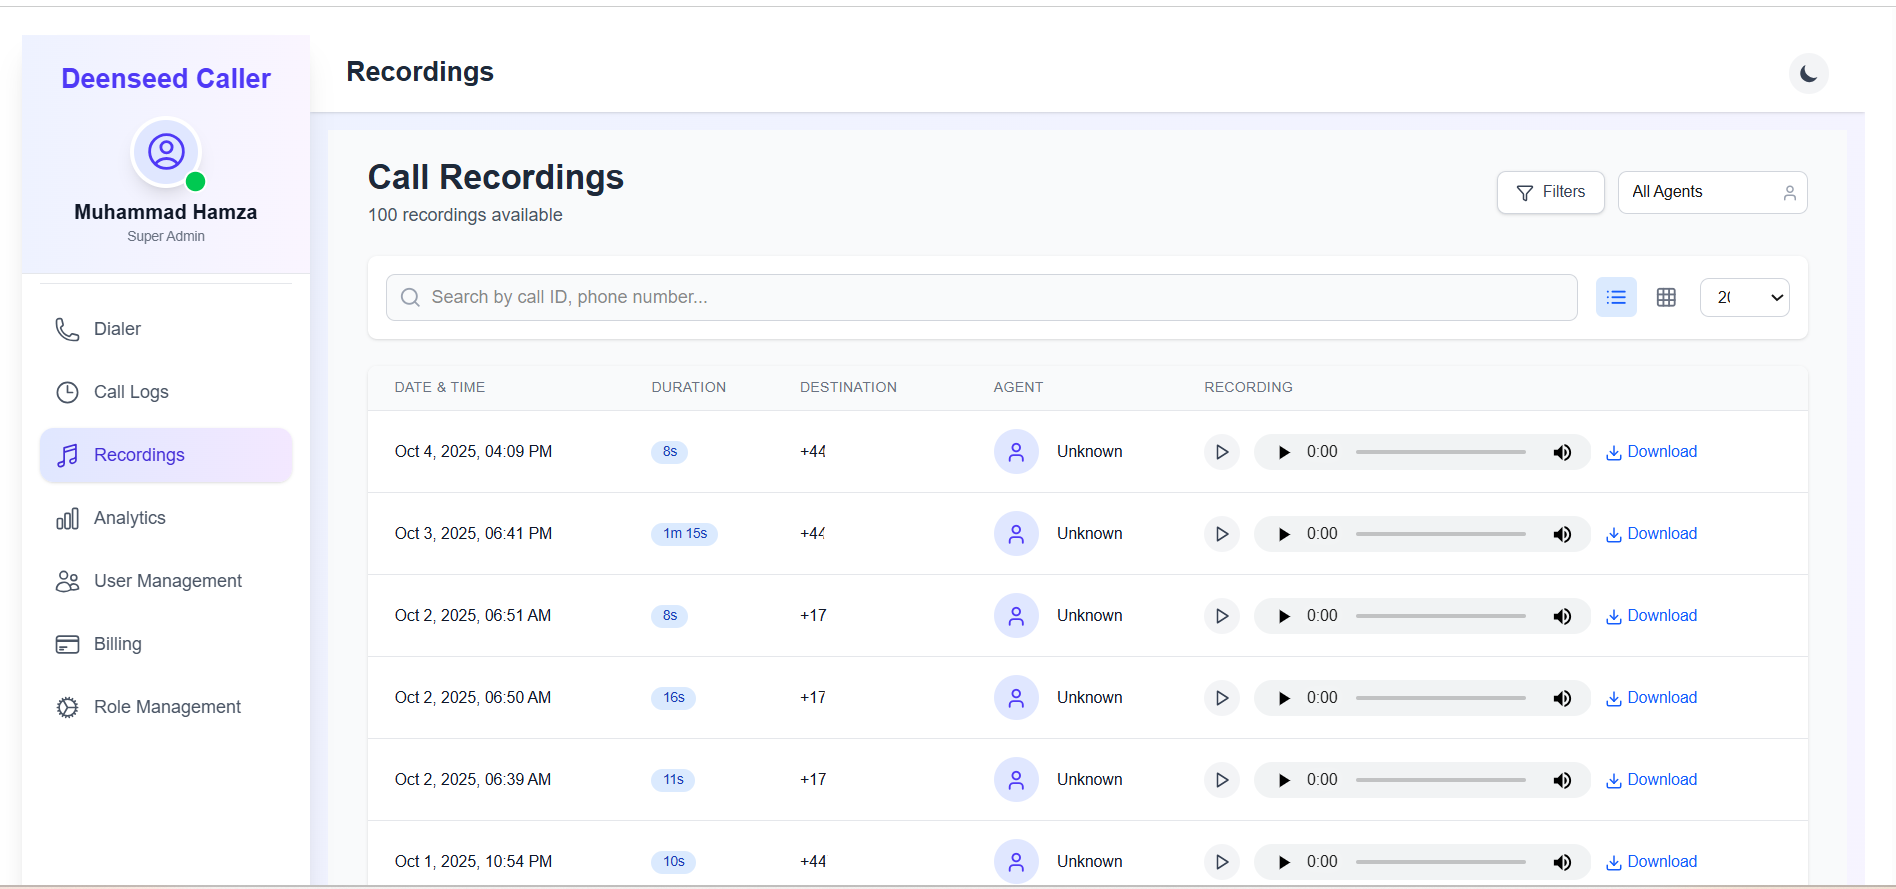 Deenseed Caller
Muhammad Hamza
Super Admin
Dialer
Call Logs
Recordings
Analytics
User Management
Billing
Role Management
Recordings
Call Recordings
100 recordings available
Filters
All Agents
Search by call ID, phone number...
DATE & TIME DURATION DESTINATION AGENT RECORDING
Oct 4, 2025, 04:09 PM 8s +44 Unknown 0:00 Download
Oct 3, 2025, 06:41 PM 1m 15s +44 Unknown 0:00 Download
Oct 2, 2025, 06:51 AM 8s +17 Unknown 0:00 Download
Oct 2, 2025, 06:50 AM 16s +17 Unknown 0:00 Download
Oct 2, 2025, 06:39 AM 11s +17 Unknown 0:00 Download
Oct 1, 2025, 10:54 PM 10s +44 Unknown 0:00 Download